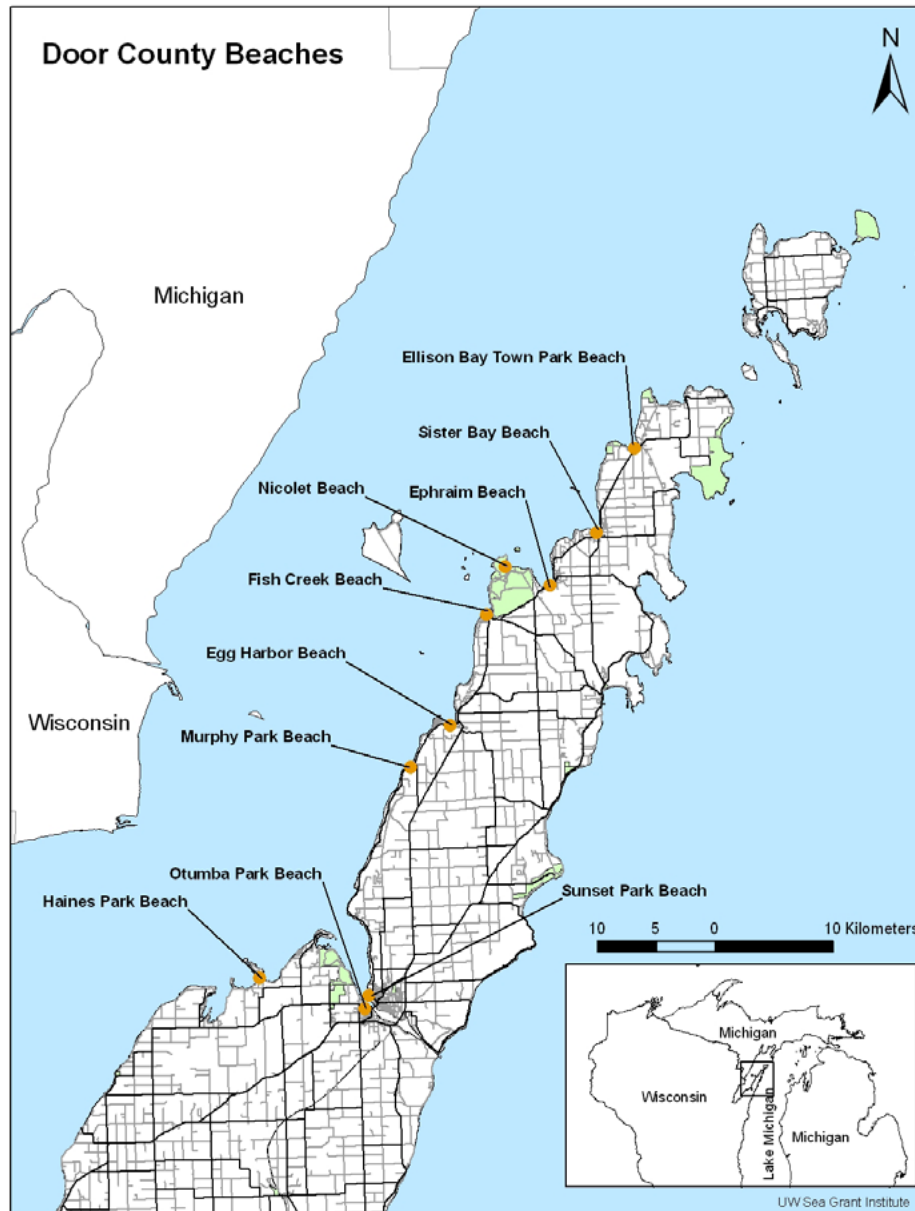 Door County Beaches
N
Michigan
Ellison Bay Town Park Beach
Sister Bay Beach
Nicolet Beach
Ephraim Beach
Fish Creek Beach
Egg Harbor Beach
Wisconsin
Murphy Park Beach
Otumba Park Beach
Sunset Park Beach
Haines Park Beach
10 5 0 10 Kilometers
Michigan
Wisconsin
Lake Michigan
Michigan
UW Sea Grant Institute